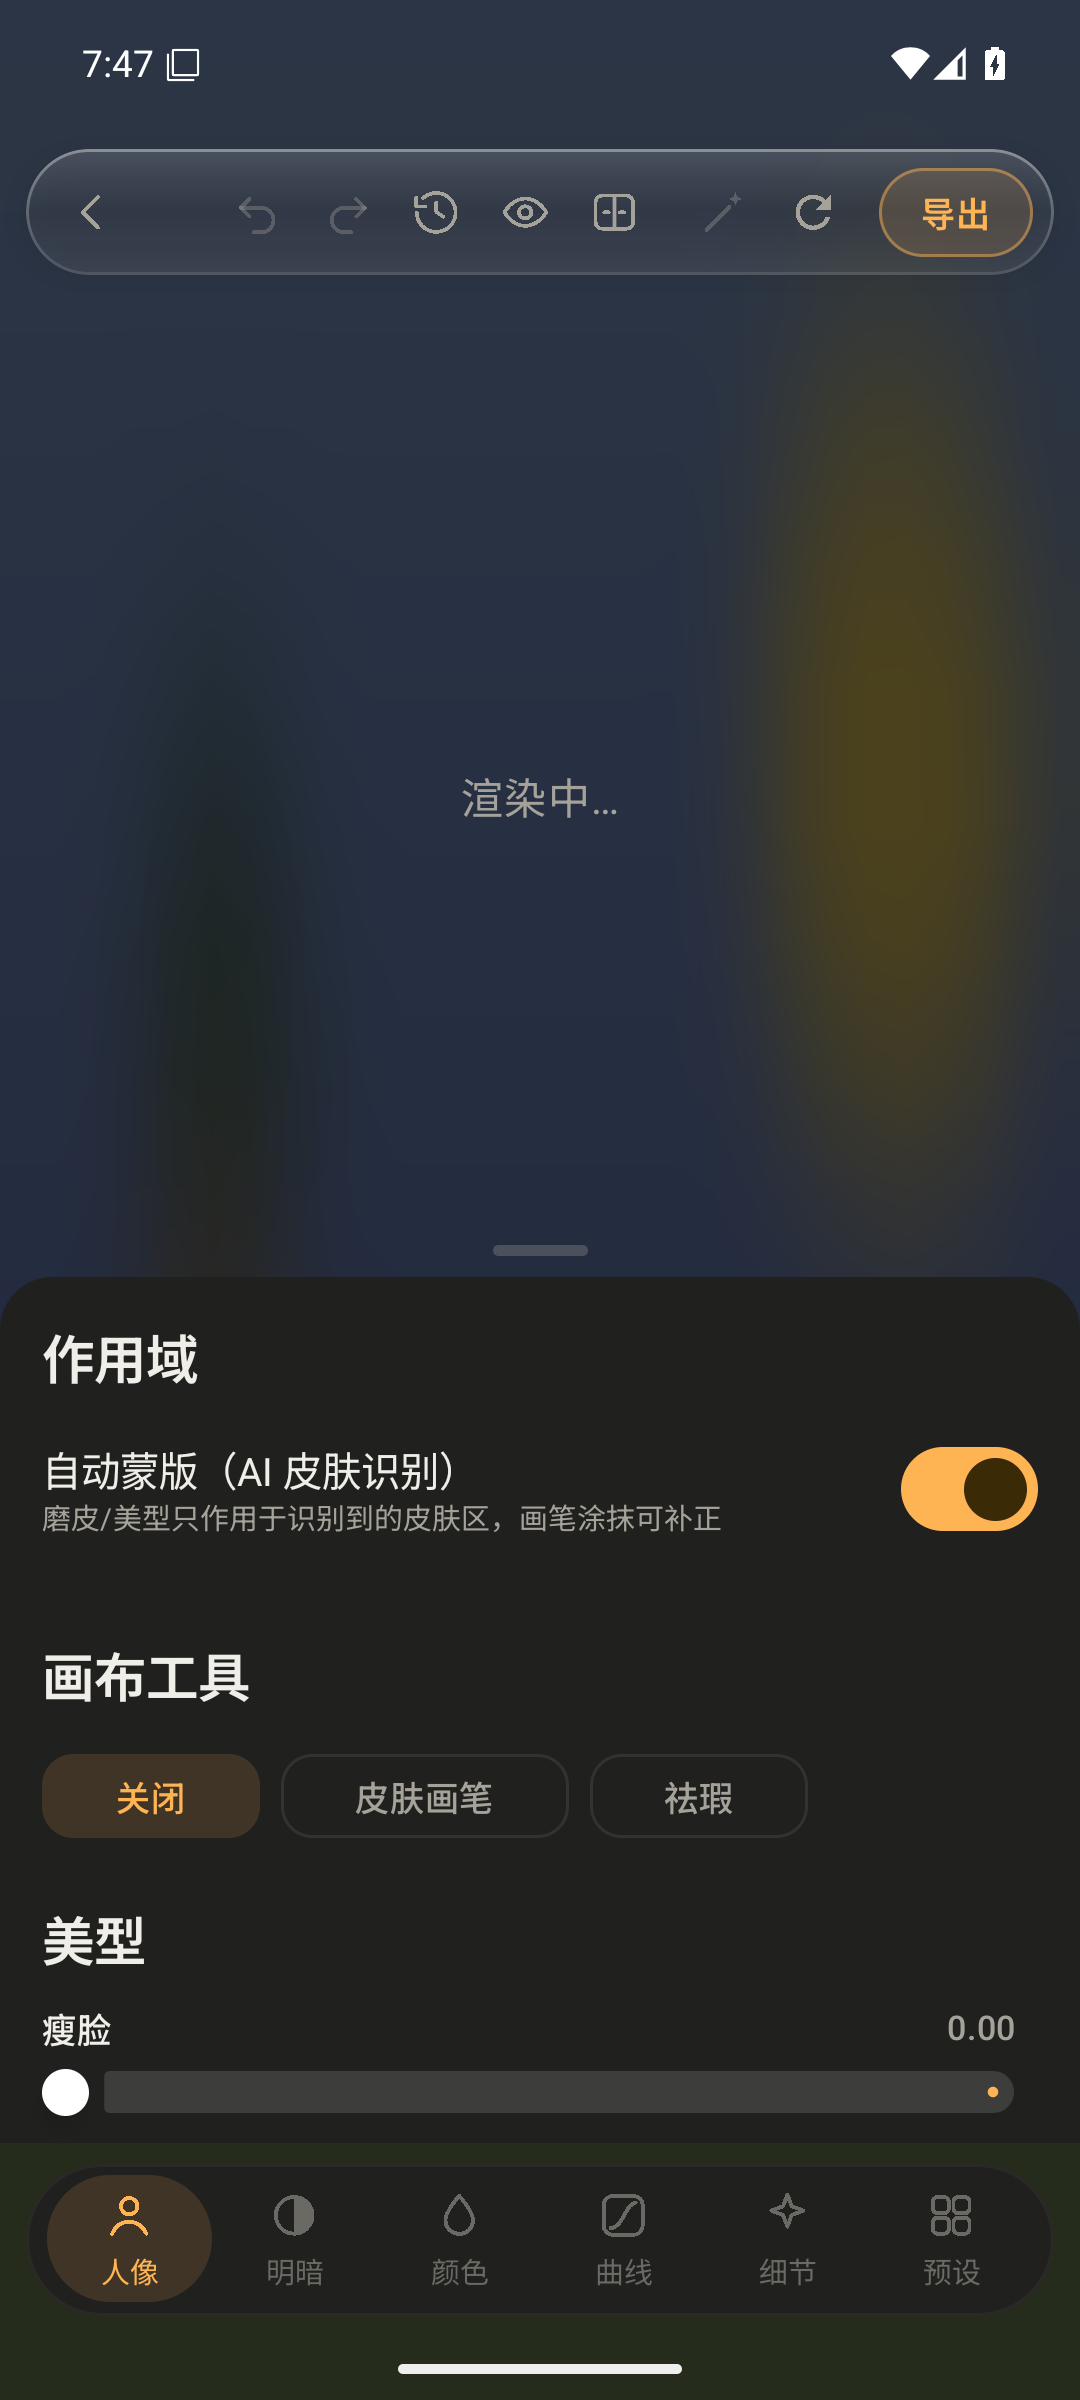 7:47
导出
渲染中...
作用域
自动蒙版（AI 皮肤识别）
磨皮/美型只作用于识别到的皮肤区，画笔涂抹可补正
画布工具
关闭
皮肤画笔
祛瑕
美型
瘦脸
0.00
人像
明暗
颜色
曲线
细节
预设